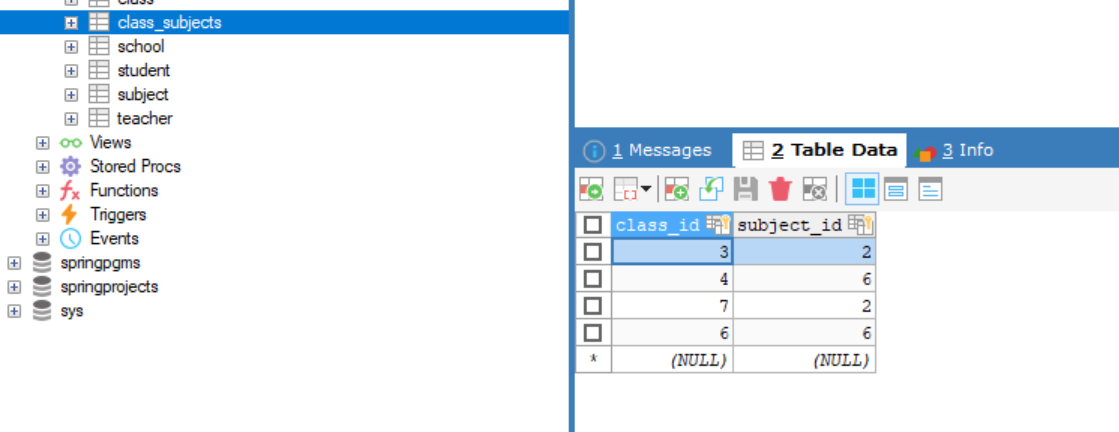 class
class_subjects
school
student
subject
teacher
Views
Stored Procs
Functions
Triggers
Events
springpgms
springprojects
sys
1 Messages 2 Table Data 3 Info
class_id subject_id
3 2
4 6
7 2
6 6
* (NULL) (NULL)